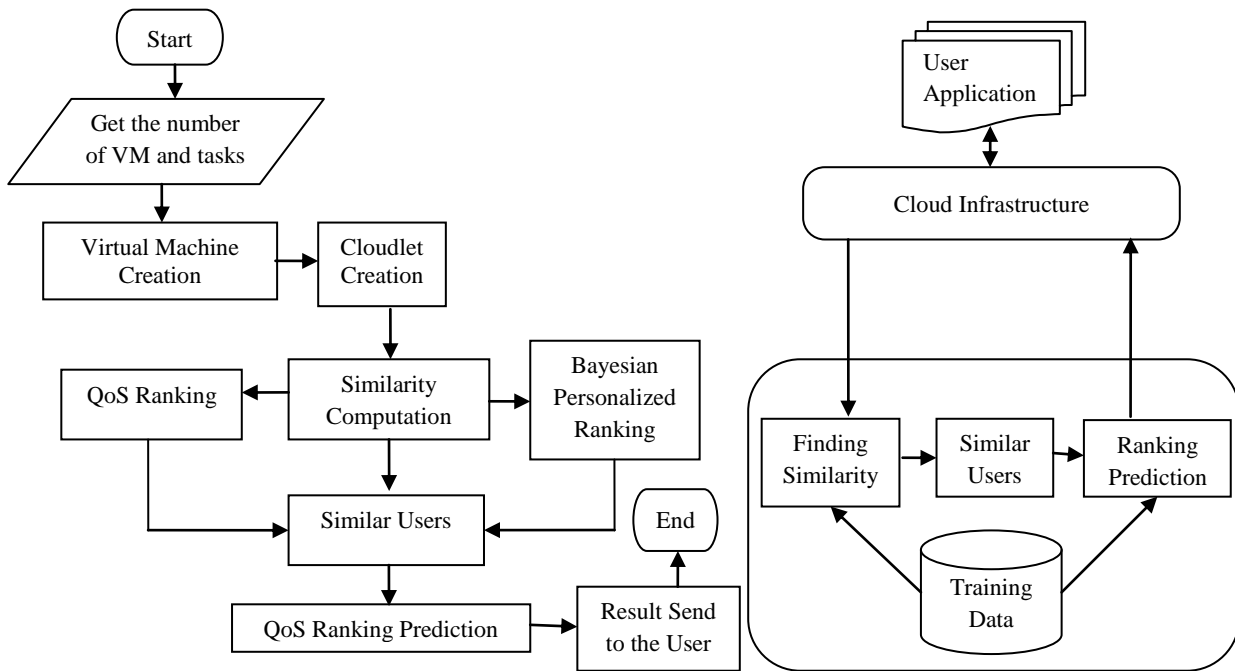 Start
Get the number
of VM and tasks
Virtual Machine
Creation
Cloudlet
Creation
QoS Ranking
Similarity
Computation
Bayesian
Personalized
Ranking
Similar Users
End
QoS Ranking Prediction
Result Send
to the User
User
Application
Cloud Infrastructure
Finding
Similarity
Similar
Users
Ranking
Prediction
Training
Data